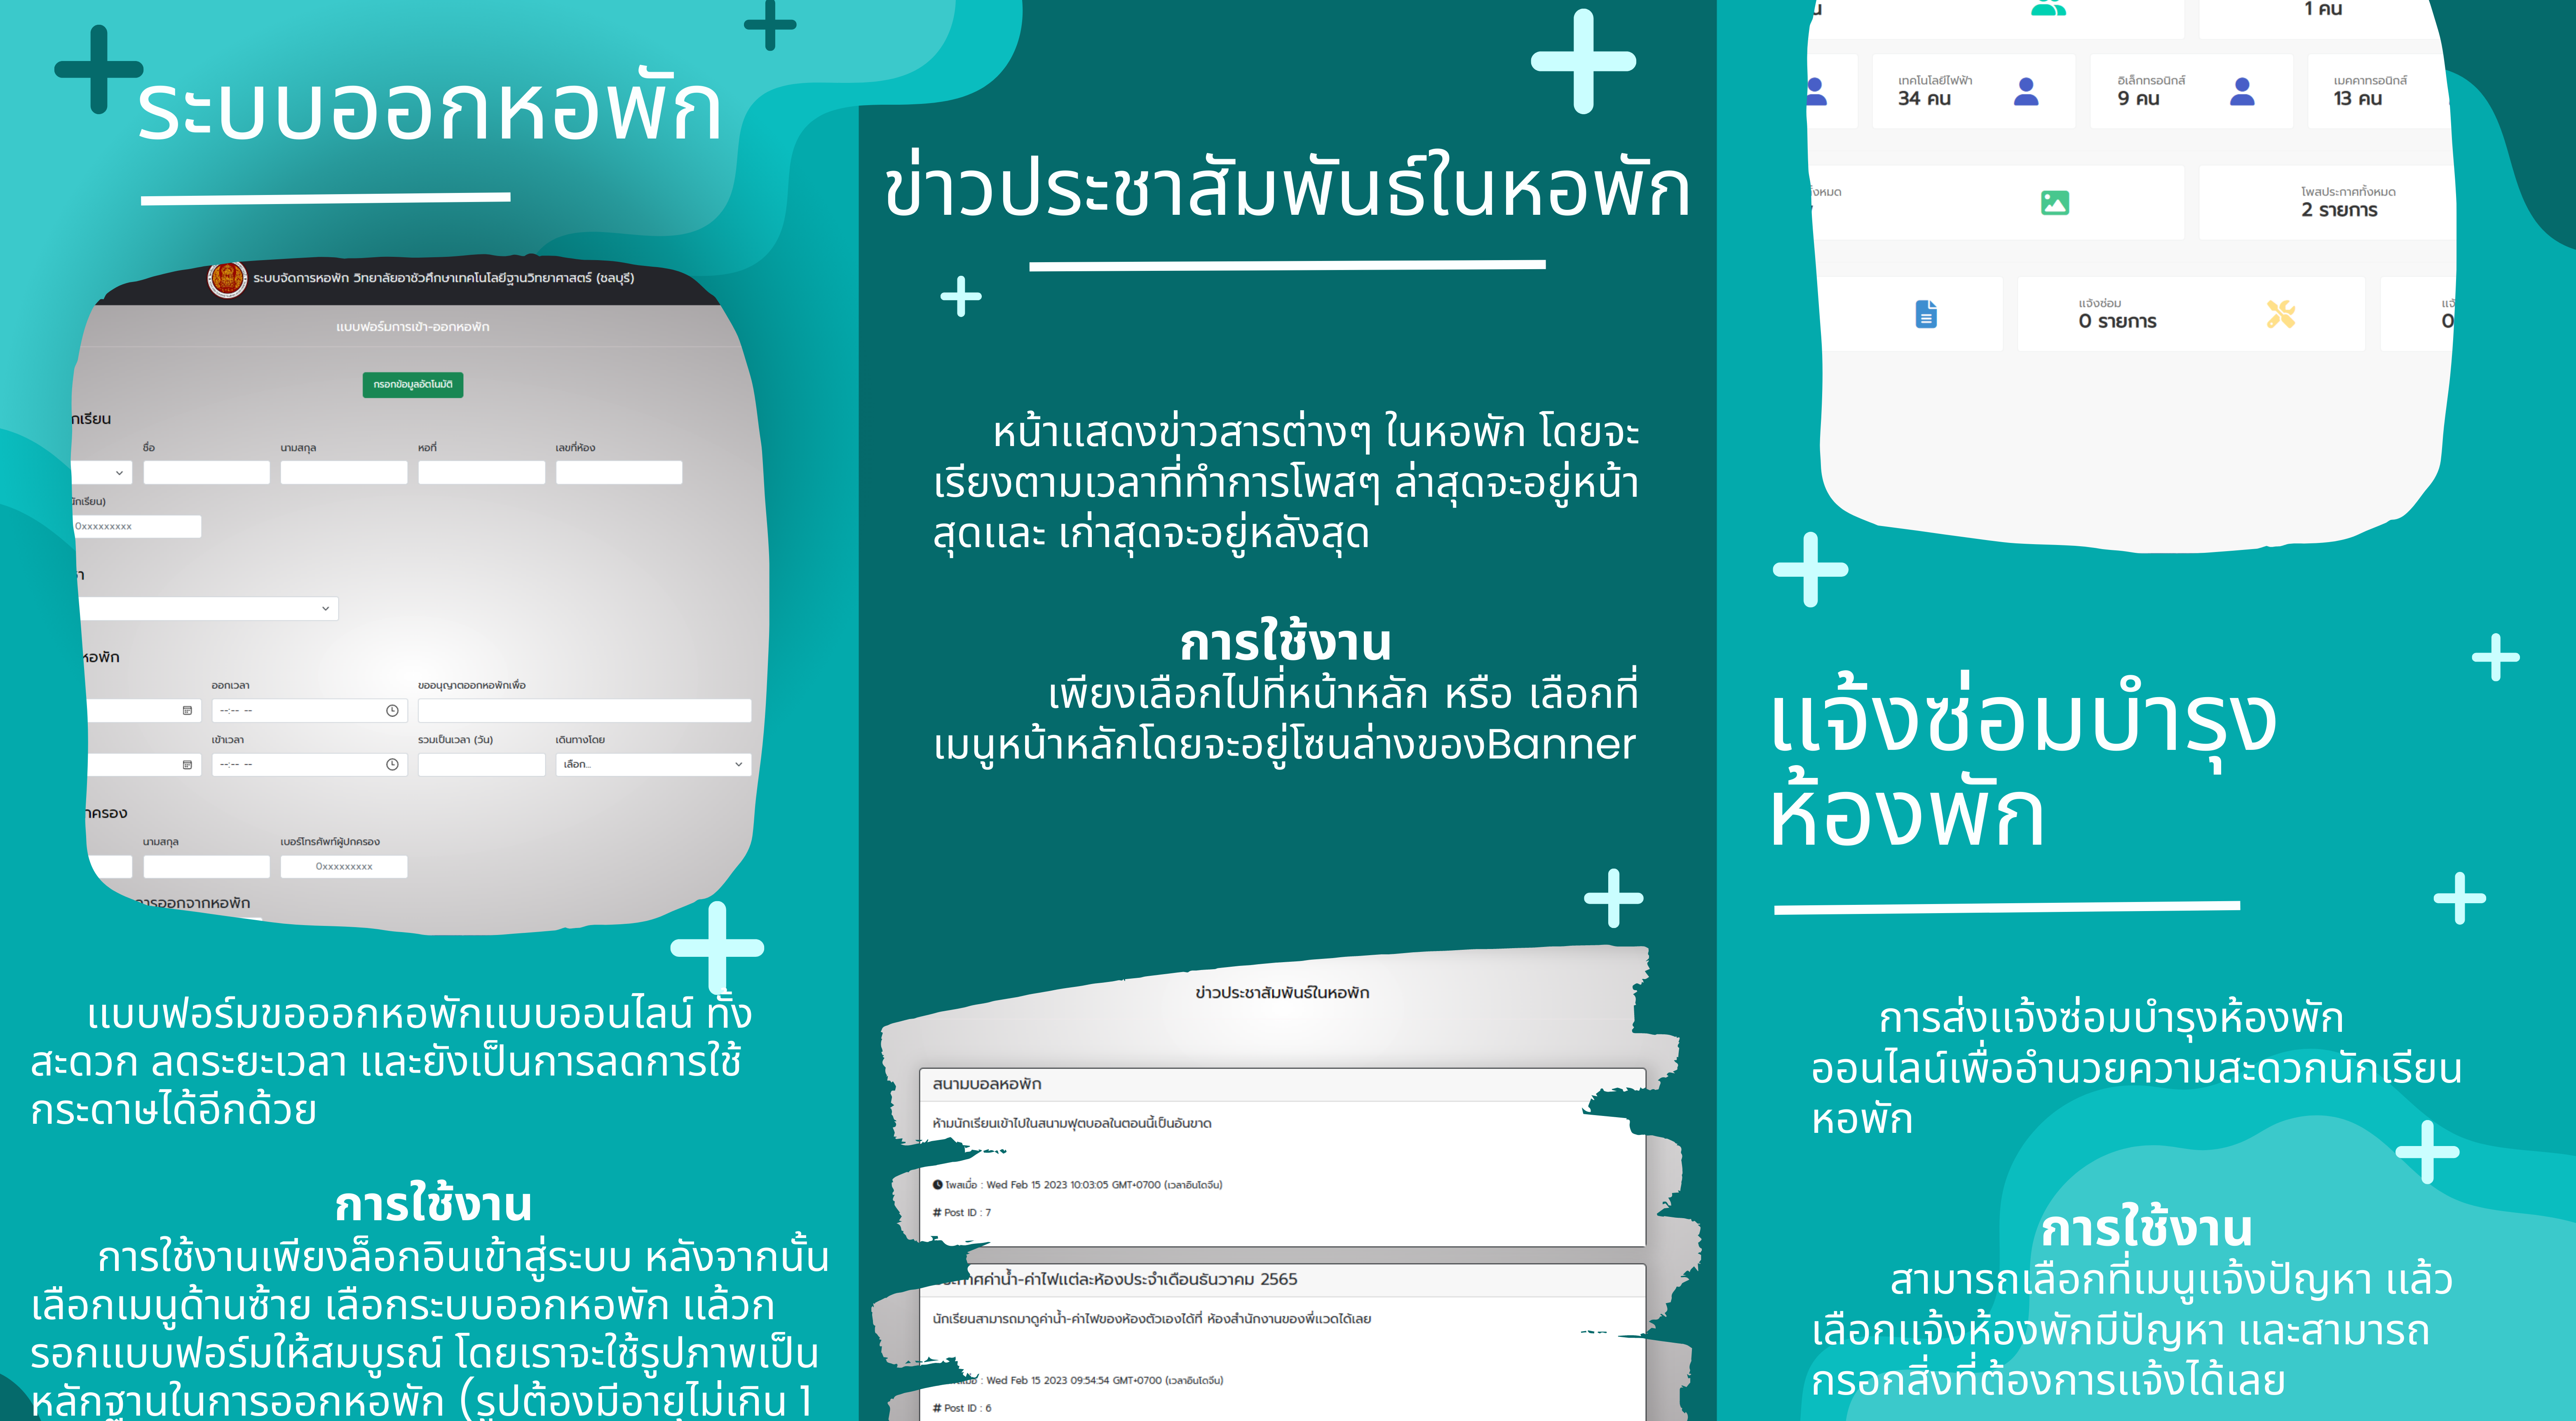 ระบบออกหอพัก
ระบบจัดการหอพัก วิทยาลัยอาชีวศึกษาเทคโนโลยีฐานวิทยาศาสตร์ (ชลบุรี)
แบบฟอร์มการเข้า-ออกหอพัก
กรอกข้อมูลอัตโนมัติ
กเรียน
ชื่อ นามสกุล หอที่ เลขที่ห้อง
นักเรียน)
0xxxxxxxxx
า
หอพัก
ออกเวลา ขออนุญาตออกหอพักเพื่อ
--:-- --
เข้าเวลา รวมเป็นเวลา (วัน) เดินทางโดย
--:-- -- เลือก...
กครอง
นามสกุล เบอร์โทรศัพท์ผู้ปกครอง
0xxxxxxxxx
ารออกจากหอพัก
แบบฟอร์มขอออกหอพักแบบออนไลน์ ทั้ง
สะดวก ลดระยะเวลา และยังเป็นการลดการใช้
กระดาษได้อีกด้วย
การใช้งาน
การใช้งานเพียงล็อกอินเข้าสู่ระบบ หลังจากนั้น
เลือกเมนูด้านซ้าย เลือกระบบออกหอพัก แล้วก
รอกแบบฟอร์มให้สมบูรณ์ โดยเราจะใช้รูปภาพเป็น
หลักฐานในการออกหอพัก (รูปต้องมีอายุไม่เกิน 1
ข่าวประชาสัมพันธ์ในหอพัก
หน้าแสดงข่าวสารต่างๆ ในหอพัก โดยจะ
เรียงตามเวลาที่ทำการโพสๆ ล่าสุดจะอยู่หน้า
สุดและ เก่าสุดจะอยู่หลังสุด
การใช้งาน
เพียงเลือกไปที่หน้าหลัก หรือ เลือกที่
เมนูหน้าหลักโดยจะอยู่โซนล่างของBanner
ข่าวประชาสัมพันธ์ในหอพัก
สนามบอลหอพัก
ห้ามนักเรียนเข้าไปในสนามฟุตบอลในตอนนี้เป็นอันขาด
โพสเมื่อ : Wed Feb 15 2023 10:03:05 GMT+0700 (เวลาอินโดจีน)
# Post ID : 7
ประกาศค่าน้ำ-ค่าไฟแต่ละห้องประจำเดือนธันวาคม 2565
นักเรียนสามารถมาดูค่าน้ำ-ค่าไฟของห้องตัวเองได้ที่ ห้องสำนักงานของพี่แวดได้เลย
: Wed Feb 15 2023 09:54:54 GMT+0700 (เวลาอินโดจีน)
# Post ID : 6
1 คน
เทคโนโลยีไฟฟ้า อิเล็กทรอนิกส์ เมคคาทรอนิกส์
34 คน 9 คน 13 คน
ทั้งหมด โพสประกาศทั้งหมด
2 รายการ
แจ้งซ่อม แจ้
0 รายการ 0
แจ้งซ่อมบำรุง
ห้องพัก
การส่งแจ้งซ่อมบำรุงห้องพัก
ออนไลน์เพื่ออำนวยความสะดวกนักเรียน
หอพัก
การใช้งาน
สามารถเลือกที่เมนูแจ้งปัญหา แล้ว
เลือกแจ้งห้องพักมีปัญหา และสามารถ
กรอกสิ่งที่ต้องการแจ้งได้เลย